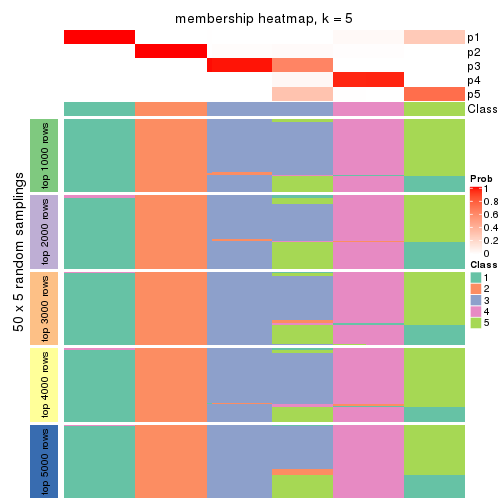 membership heatmap, k = 5
p1
p2
p3
p4
p5
Class
50 x 5 random samplings
top 1000 rows
top 2000 rows
top 3000 rows
top 4000 rows
top 5000 rows
Prob
1
0.8
0.6
0.4
0.2
0
Class
1
2
3
4
5